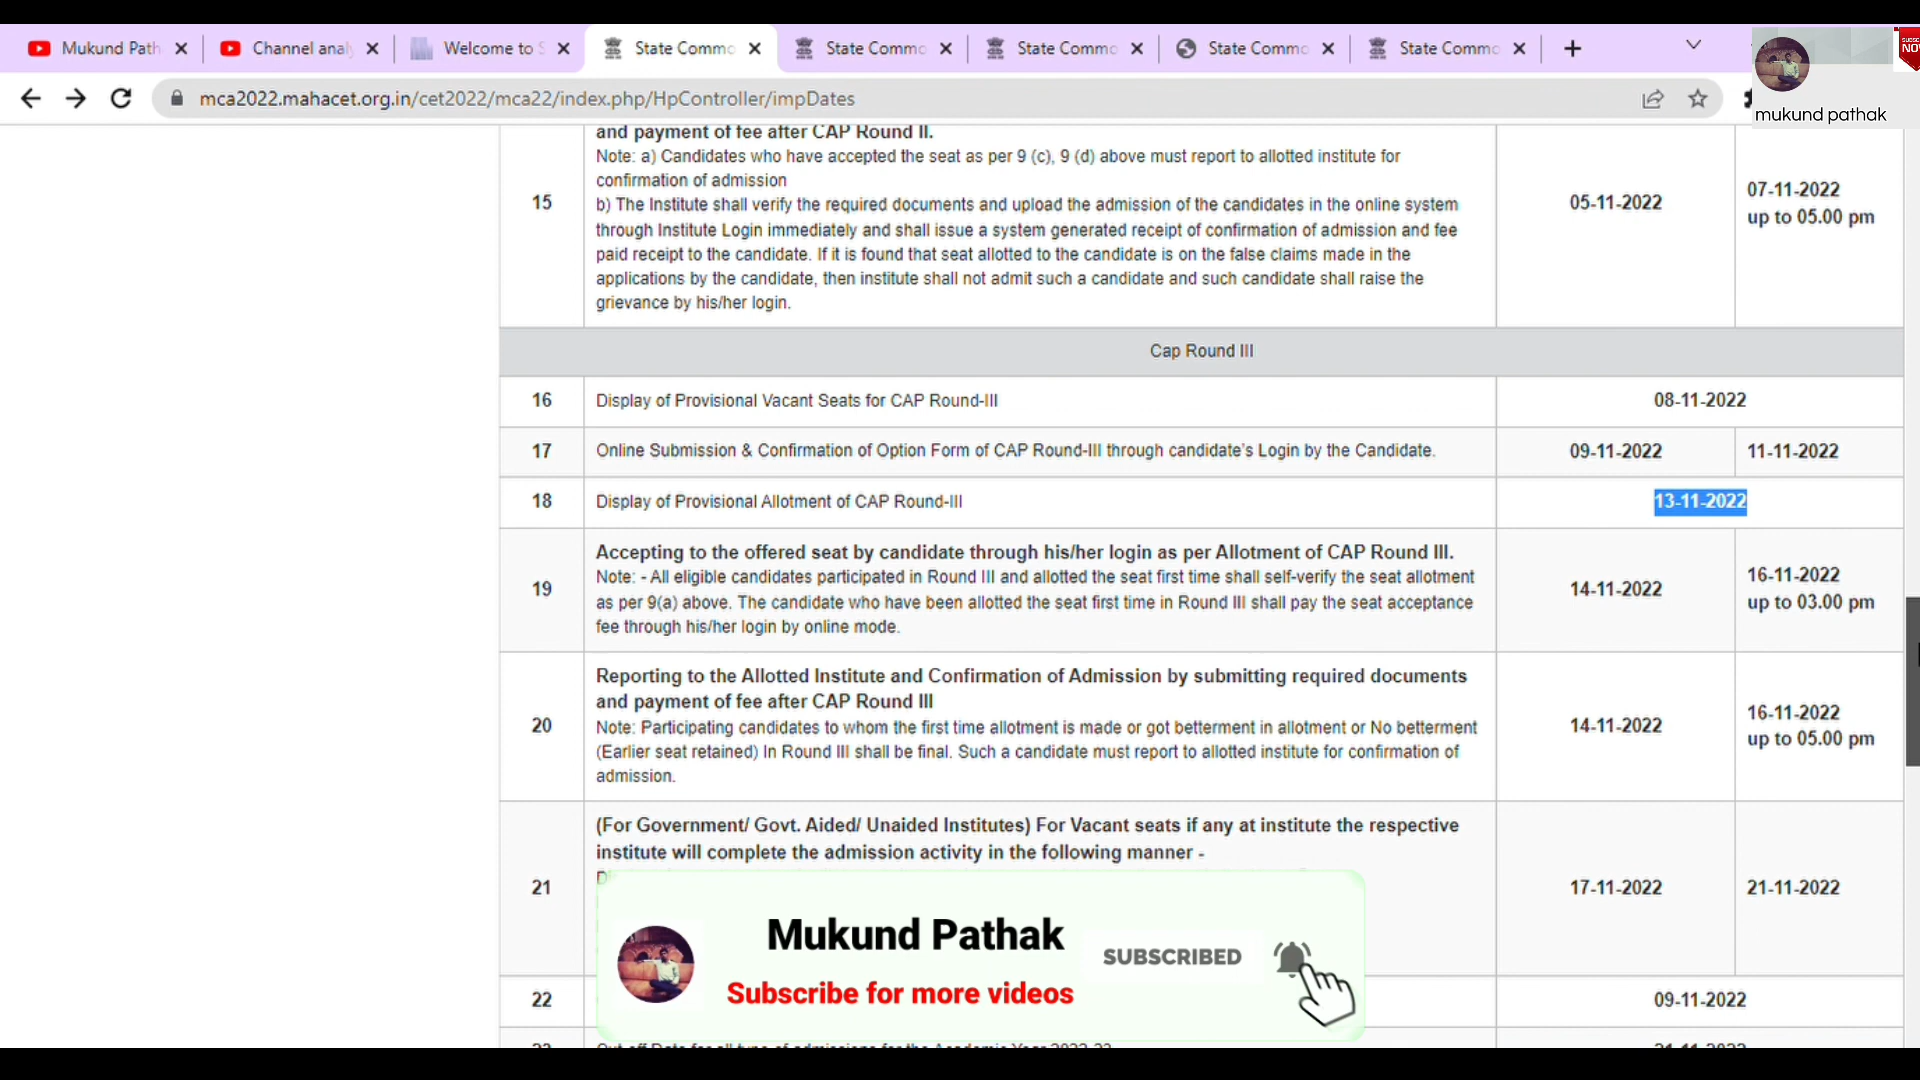 Mukund Path
Channel anal
Welcome to S
State Commo
State Commo
State Commo
State Commo
State Commo
mca2022.mahacet.org.in/cet2022/mca22/index.php/HpController/impDates
mukund pathak
and payment of fee after CAP Round II.
Note: a) Candidates who have accepted the seat as per 9 (c), 9 (d) above must report to allotted institute for
confirmation of admission
b) The Institute shall verify the required documents and upload the admission of the candidates in the online system
through Institute Login immediately and shall issue a system generated receipt of confirmation of admission and fee
paid receipt to the candidate. If it is found that seat allotted to the candidate is on the false claims made in the
applications by the candidate, then institute shall not admit such a candidate and such candidate shall raise the
grievance by his/her login.
15
05-11-2022
07-11-2022
up to 05.00 pm
Cap Round III
16
Display of Provisional Vacant Seats for CAP Round-III
08-11-2022
17
Online Submission & Confirmation of Option Form of CAP Round-III through candidate's Login by the Candidate.
09-11-2022
11-11-2022
18
Display of Provisional Allotment of CAP Round-III
13-11-2022
19
Accepting to the offered seat by candidate through his/her login as per Allotment of CAP Round III.
Note: - All eligible candidates participated in Round III and allotted the seat first time shall self-verify the seat allotment
as per 9(a) above. The candidate who have been allotted the seat first time in Round III shall pay the seat acceptance
fee through his/her login by online mode.
14-11-2022
16-11-2022
up to 03.00 pm
20
Reporting to the Allotted Institute and Confirmation of Admission by submitting required documents
and payment of fee after CAP Round III
Note: Participating candidates to whom the first time allotment is made or got betterment in allotment or No betterment
(Earlier seat retained) In Round III shall be final. Such a candidate must report to allotted institute for confirmation of
admission.
14-11-2022
16-11-2022
up to 05.00 pm
21
(For Government/ Govt. Aided/ Unaided Institutes) For Vacant seats if any at institute the respective
institute will complete the admission activity in the following manner -
17-11-2022
21-11-2022
Mukund Pathak
SUBSCRIBED
Subscribe for more videos
22
09-11-2022